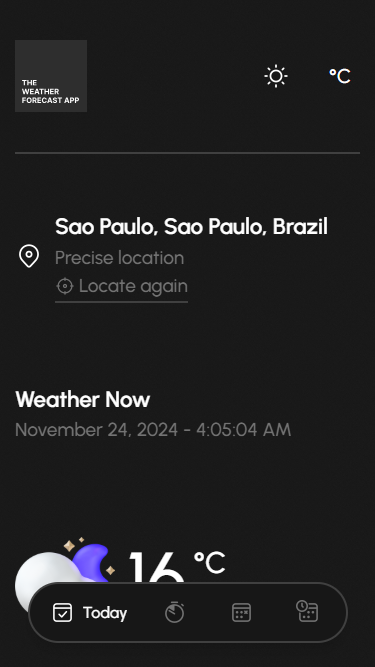 THE
WEATHER
FORECAST APP
°C
Sao Paulo, Sao Paulo, Brazil
Precise location
Locate again
Weather Now
November 24, 2024 - 4:05:04 AM
16 °C
Today